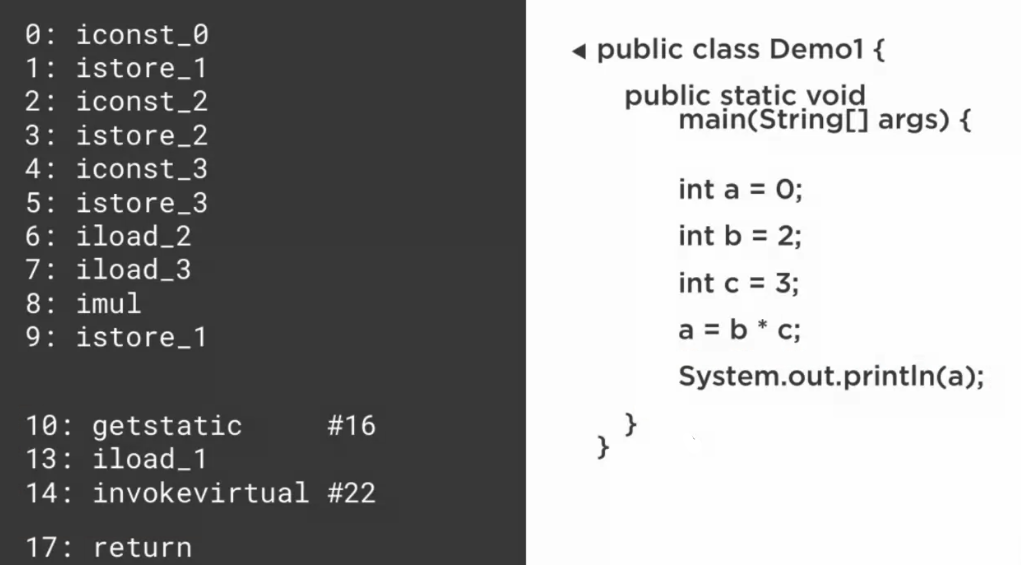 0: iconst_0
1: istore_1
2: iconst_2
3: istore_2
4: iconst_3
5: istore_3
6: iload_2
7: iload_3
8: imul
9: istore_1
10: getstatic #16
13: iload_1
14: invokevirtual #22
17: return
◂ public class Demo1 {
public static void
main(String[] args) {
int a = 0;
int b = 2;
int c = 3;
a = b * c;
System.out.println(a);
}
}